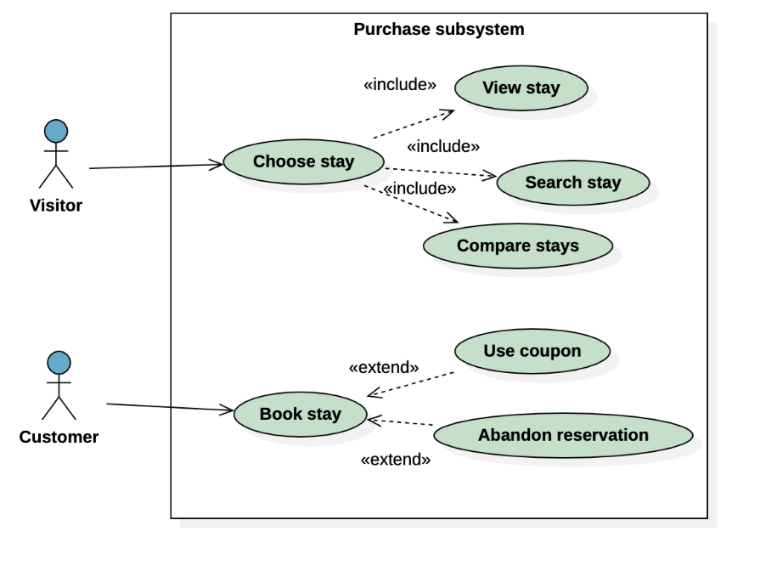 Purchase subsystem
«include»
View stay
«include»
Choose stay
Search stay
«include»
Visitor
Compare stays
Use coupon
«extend»
Book stay
Abandon reservation
Customer
«extend»